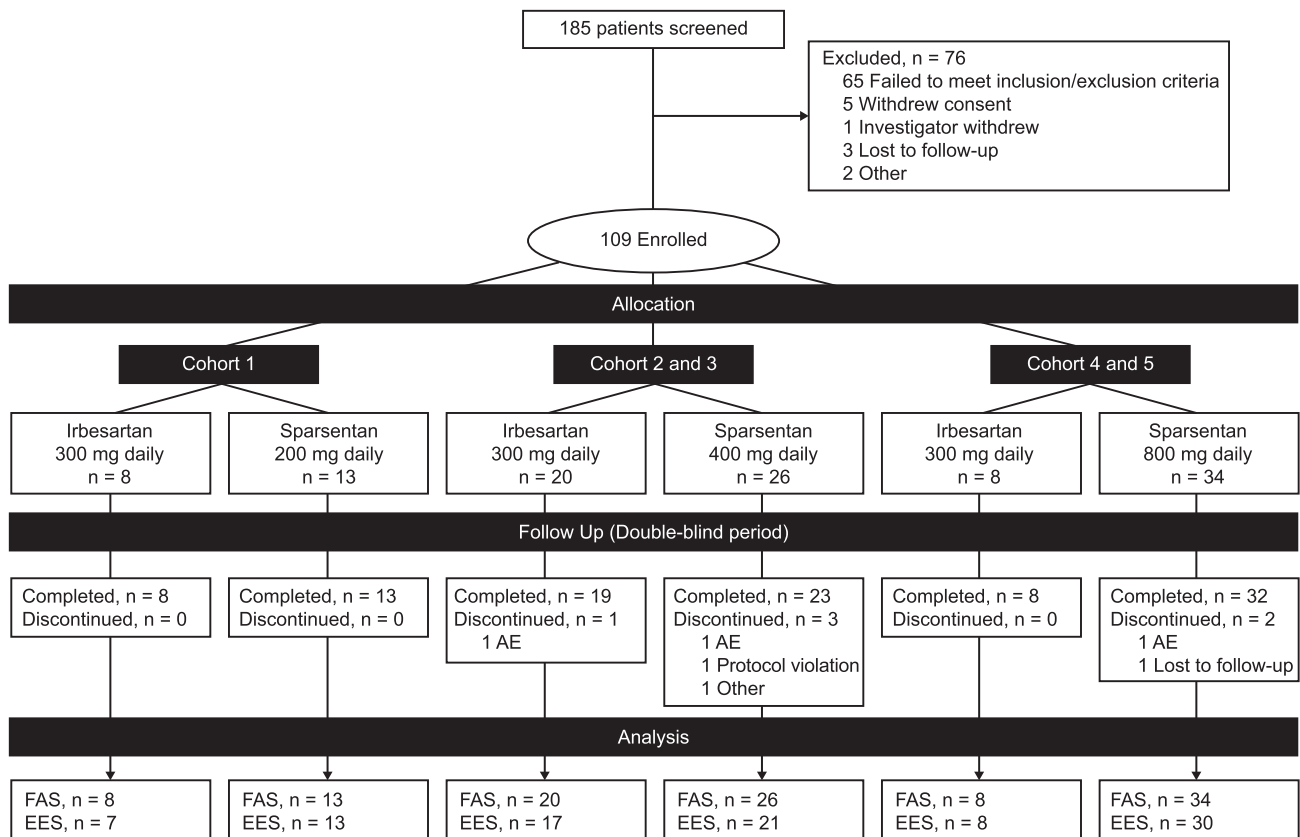 185 patients screened
Excluded, n = 76
65 Failed to meet inclusion/exclusion criteria
5 Withdrew consent
1 Investigator withdrew
3 Lost to follow-up
2 Other
109 Enrolled
Allocation
Cohort 1
Cohort 2 and 3
Cohort 4 and 5
Irbesartan
300 mg daily
n = 8
Sparsentan
200 mg daily
n = 13
Irbesartan
300 mg daily
n = 20
Sparsentan
400 mg daily
n = 26
Irbesartan
300 mg daily
n = 8
Sparsentan
800 mg daily
n = 34
Follow Up (Double-blind period)
Completed, n = 8
Discontinued, n = 0
Completed, n = 13
Discontinued, n = 0
Completed, n = 19
Discontinued, n = 1
1 AE
Completed, n = 23
Discontinued, n = 3
1 AE
1 Protocol violation
1 Other
Completed, n = 8
Discontinued, n = 0
Completed, n = 32
Discontinued, n = 2
1 AE
1 Lost to follow-up
Analysis
FAS, n = 8
EES, n = 7
FAS, n = 13
EES, n = 13
FAS, n = 20
EES, n = 17
FAS, n = 26
EES, n = 21
FAS, n = 8
EES, n = 8
FAS, n = 34
EES, n = 30